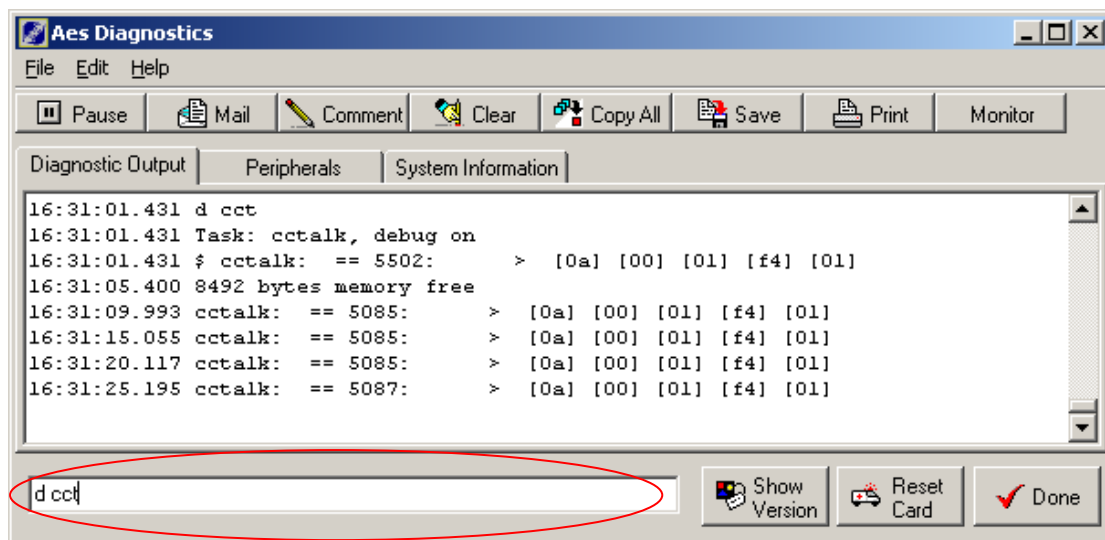 Aes Diagnostics
File Edit Help
Pause Mail Comment Clear Copy All Save Print Monitor
Diagnostic Output Peripherals System Information
16:31:01.431 d cct
16:31:01.431 Task: cctalk, debug on
16:31:01.431 $ cctalk: == 5502: > [0a] [00] [01] [f4] [01]
16:31:05.400 8492 bytes memory free
16:31:09.993 cctalk: == 5085: > [0a] [00] [01] [f4] [01]
16:31:15.055 cctalk: == 5085: > [0a] [00] [01] [f4] [01]
16:31:20.117 cctalk: == 5085: > [0a] [00] [01] [f4] [01]
16:31:25.195 cctalk: == 5087: > [0a] [00] [01] [f4] [01]
d cct
Show Version
Reset Card
Done